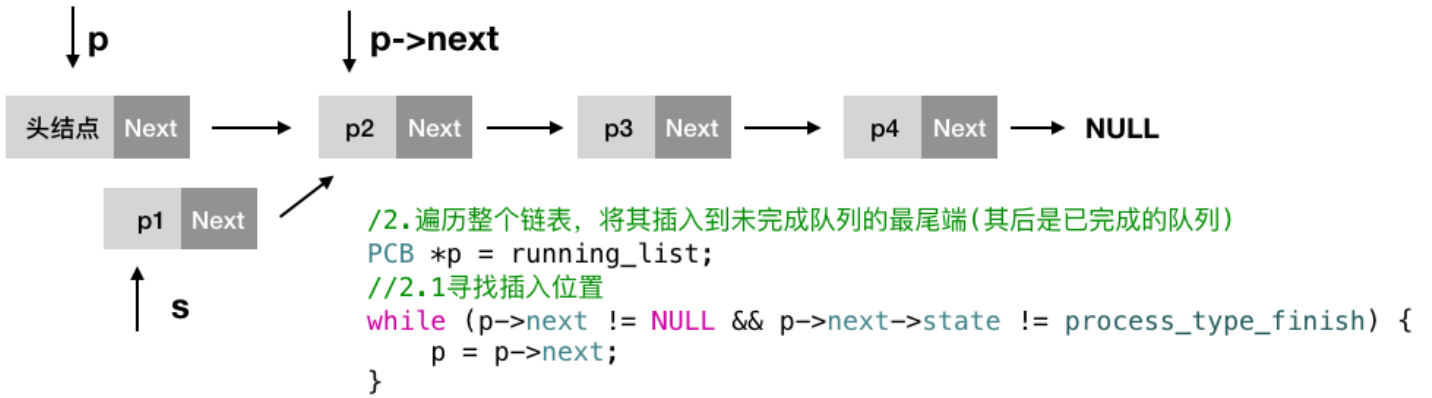 p
p->next
头结点 Next
p2 Next
p3 Next
p4 Next
NULL
p1 Next
s
/2.遍历整个链表，将其插入到未完成队列的最尾端(其后是已完成的队列)
PCB *p = running_list;
//2.1寻找插入位置
while (p->next != NULL && p->next->state != process_type_finish) {
    p = p->next;
}